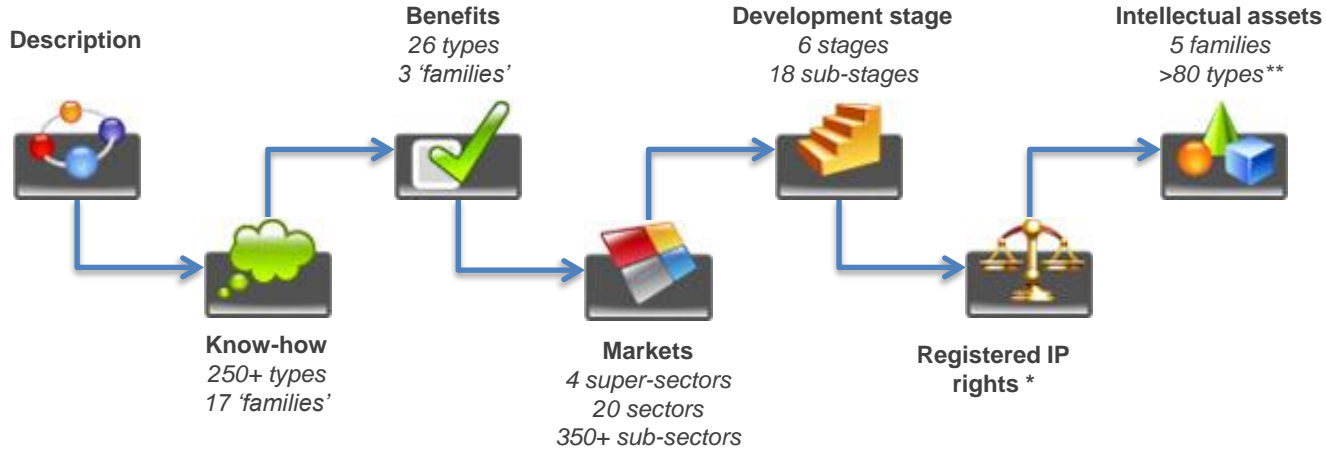 Description
Benefits
26 types
3 ‘families’
Development stage
6 stages
18 sub-stages
Intellectual assets
5 families
>80 types**
Know-how
250+ types
17 ‘families’
Markets
4 super-sectors
20 sectors
350+ sub-sectors
Registered IP
rights *